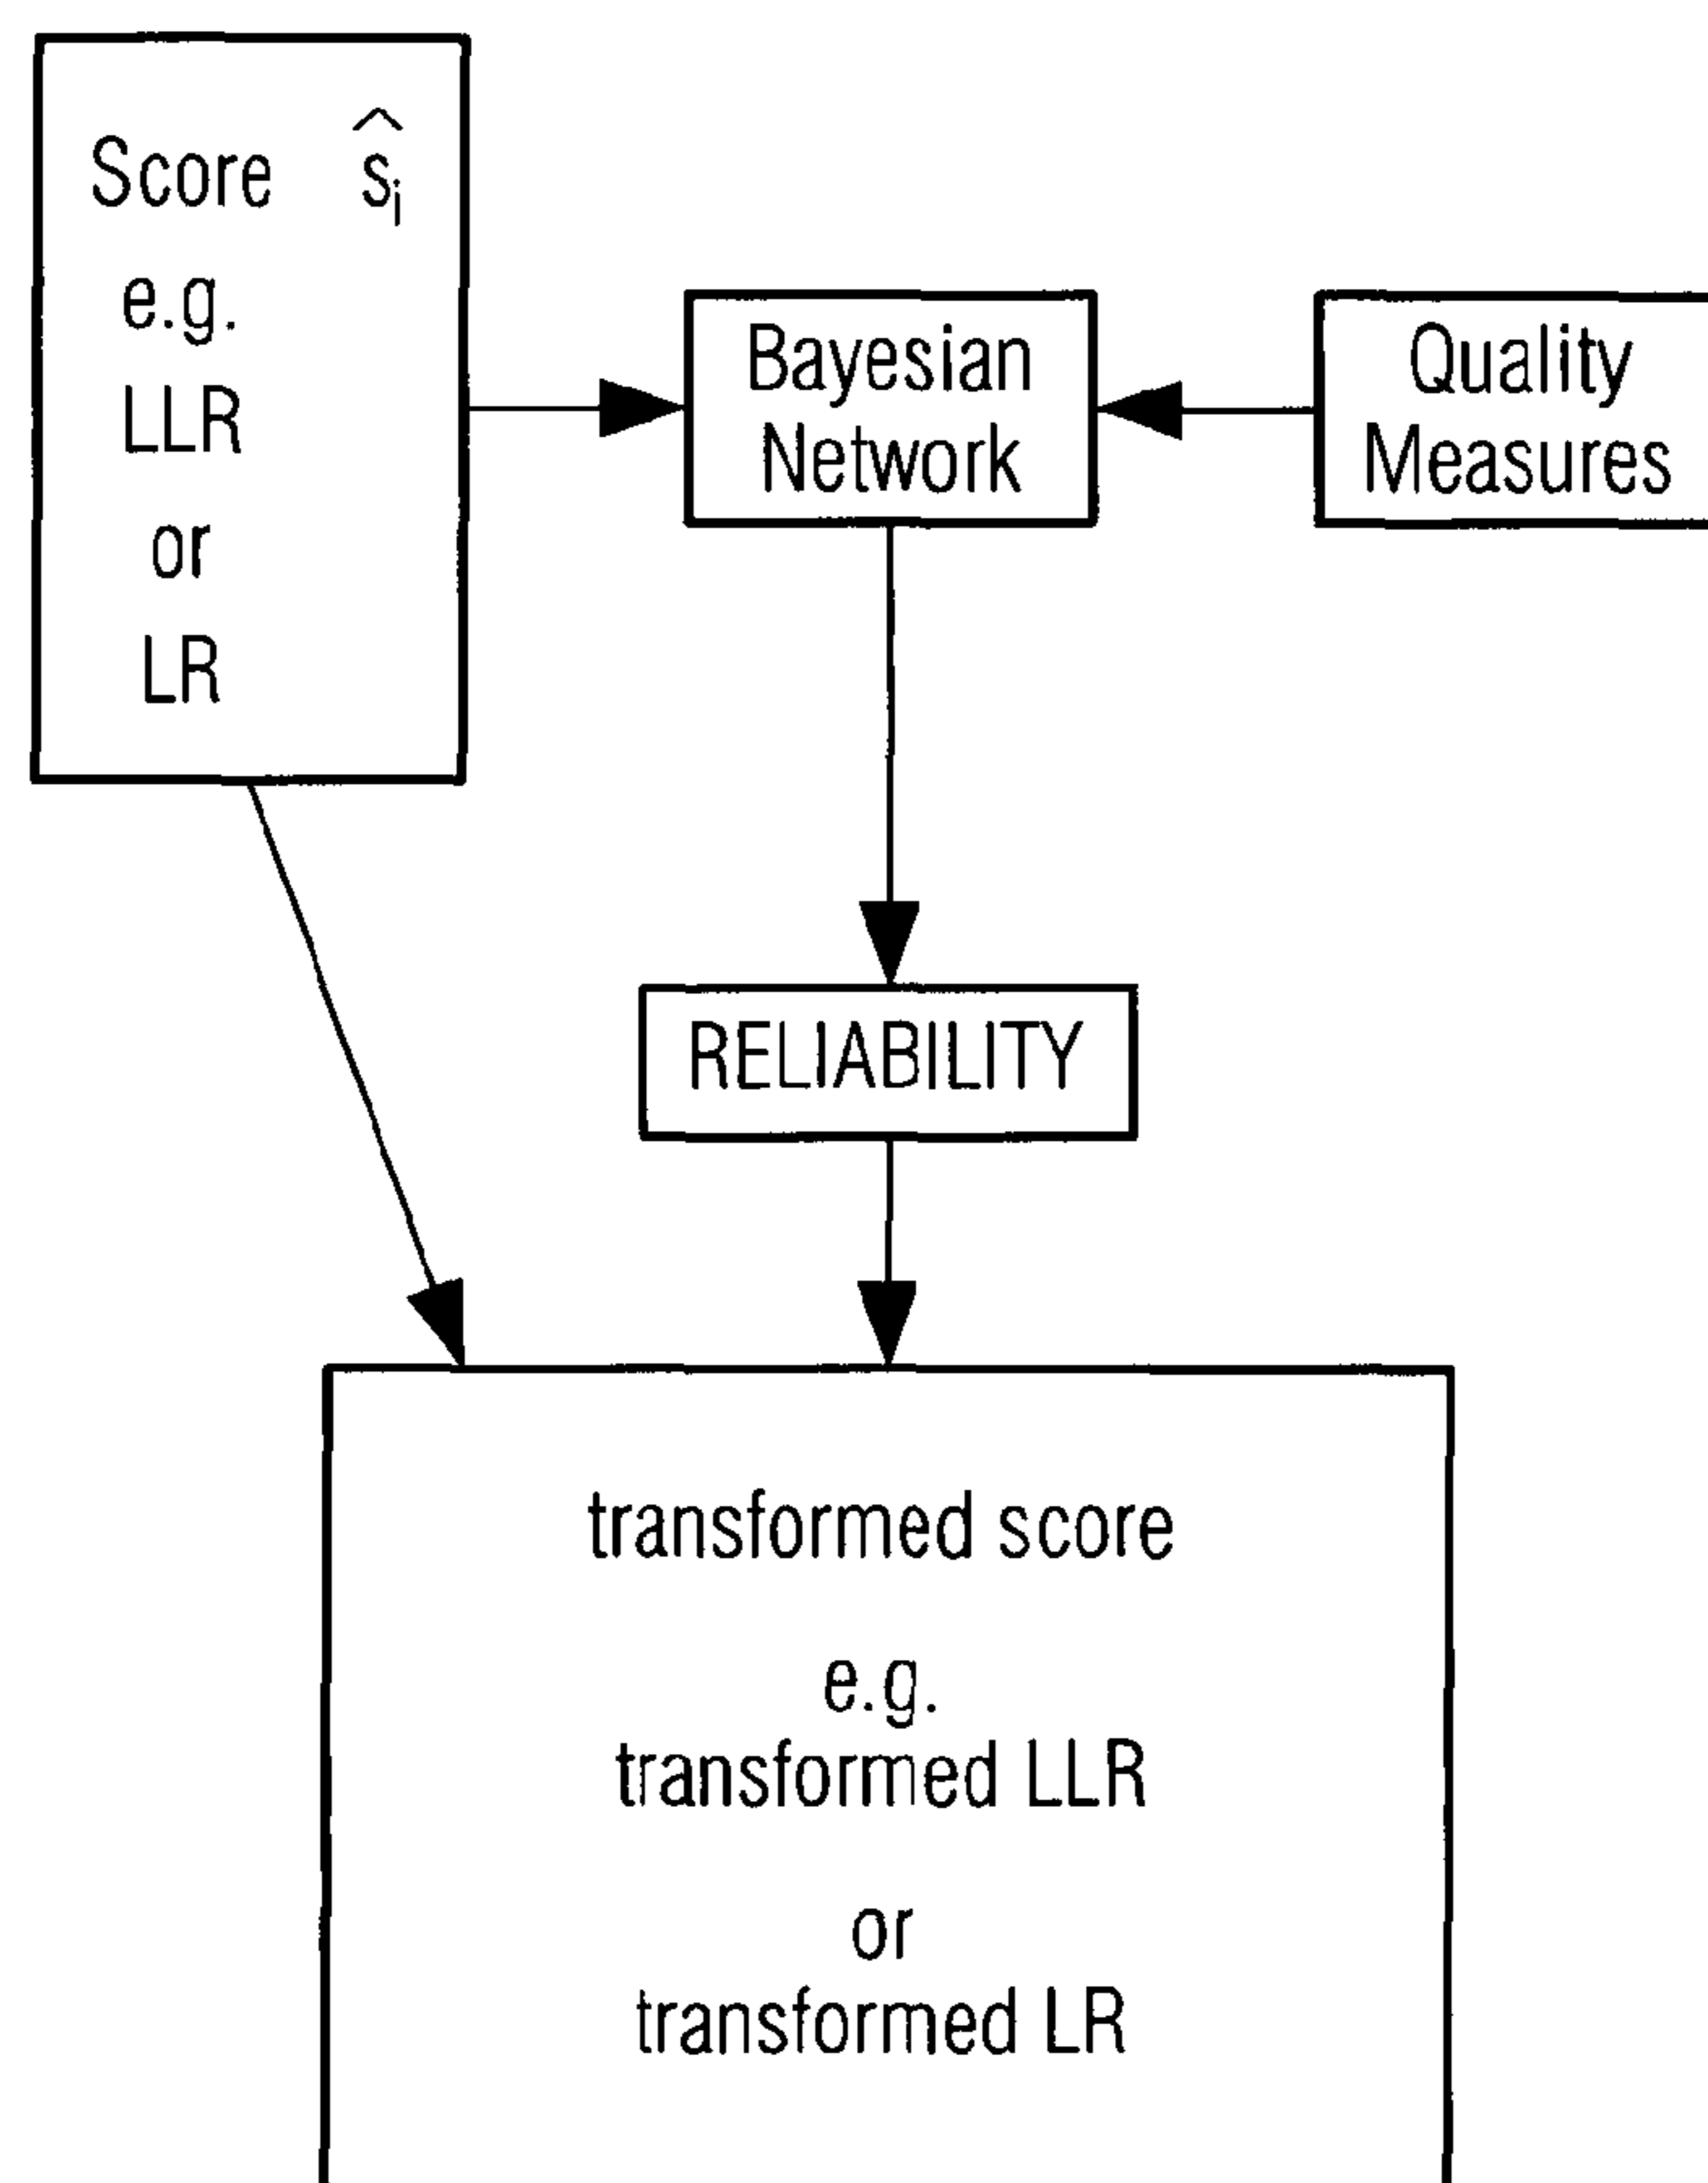 Score ŝi
e.g.
LLR
or
LR
Bayesian
Network
Quality
Measures
RELIABILITY
transformed score
e.g.
transformed LLR
or
transformed LR